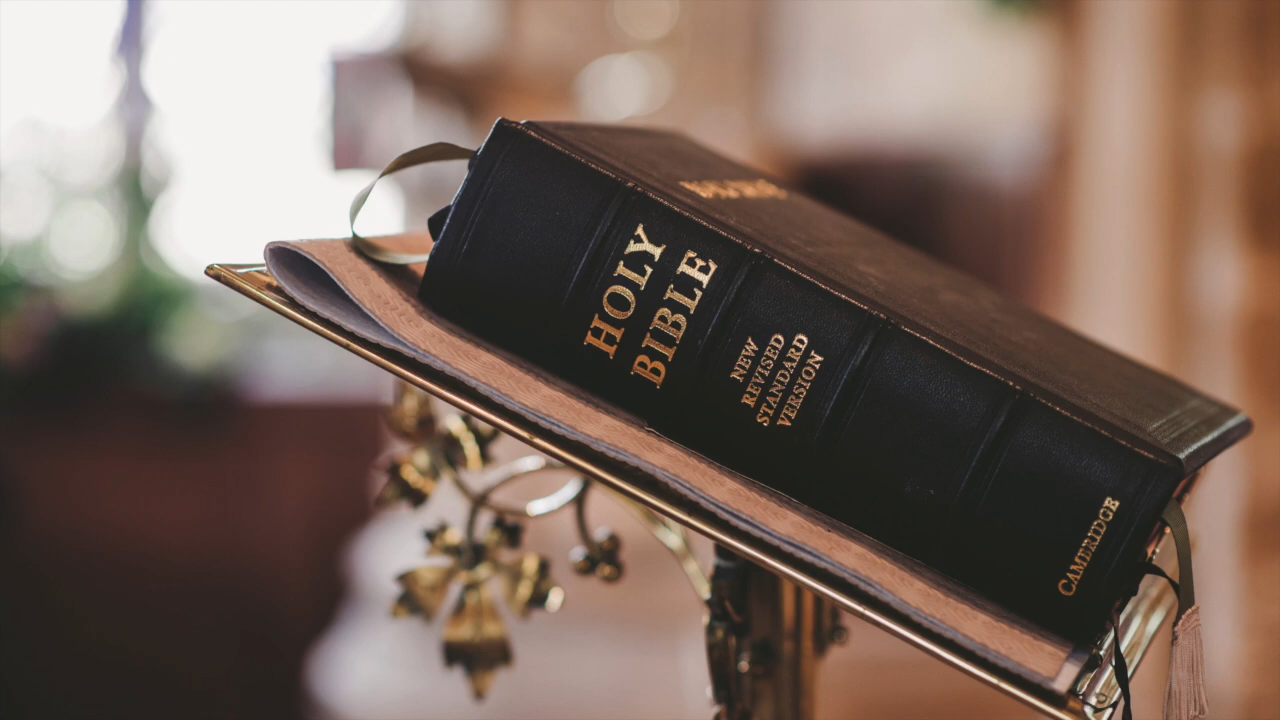 HOLY
BIBLE
NEW
REVISED
STANDARD
VERSION
CAMBRIDGE